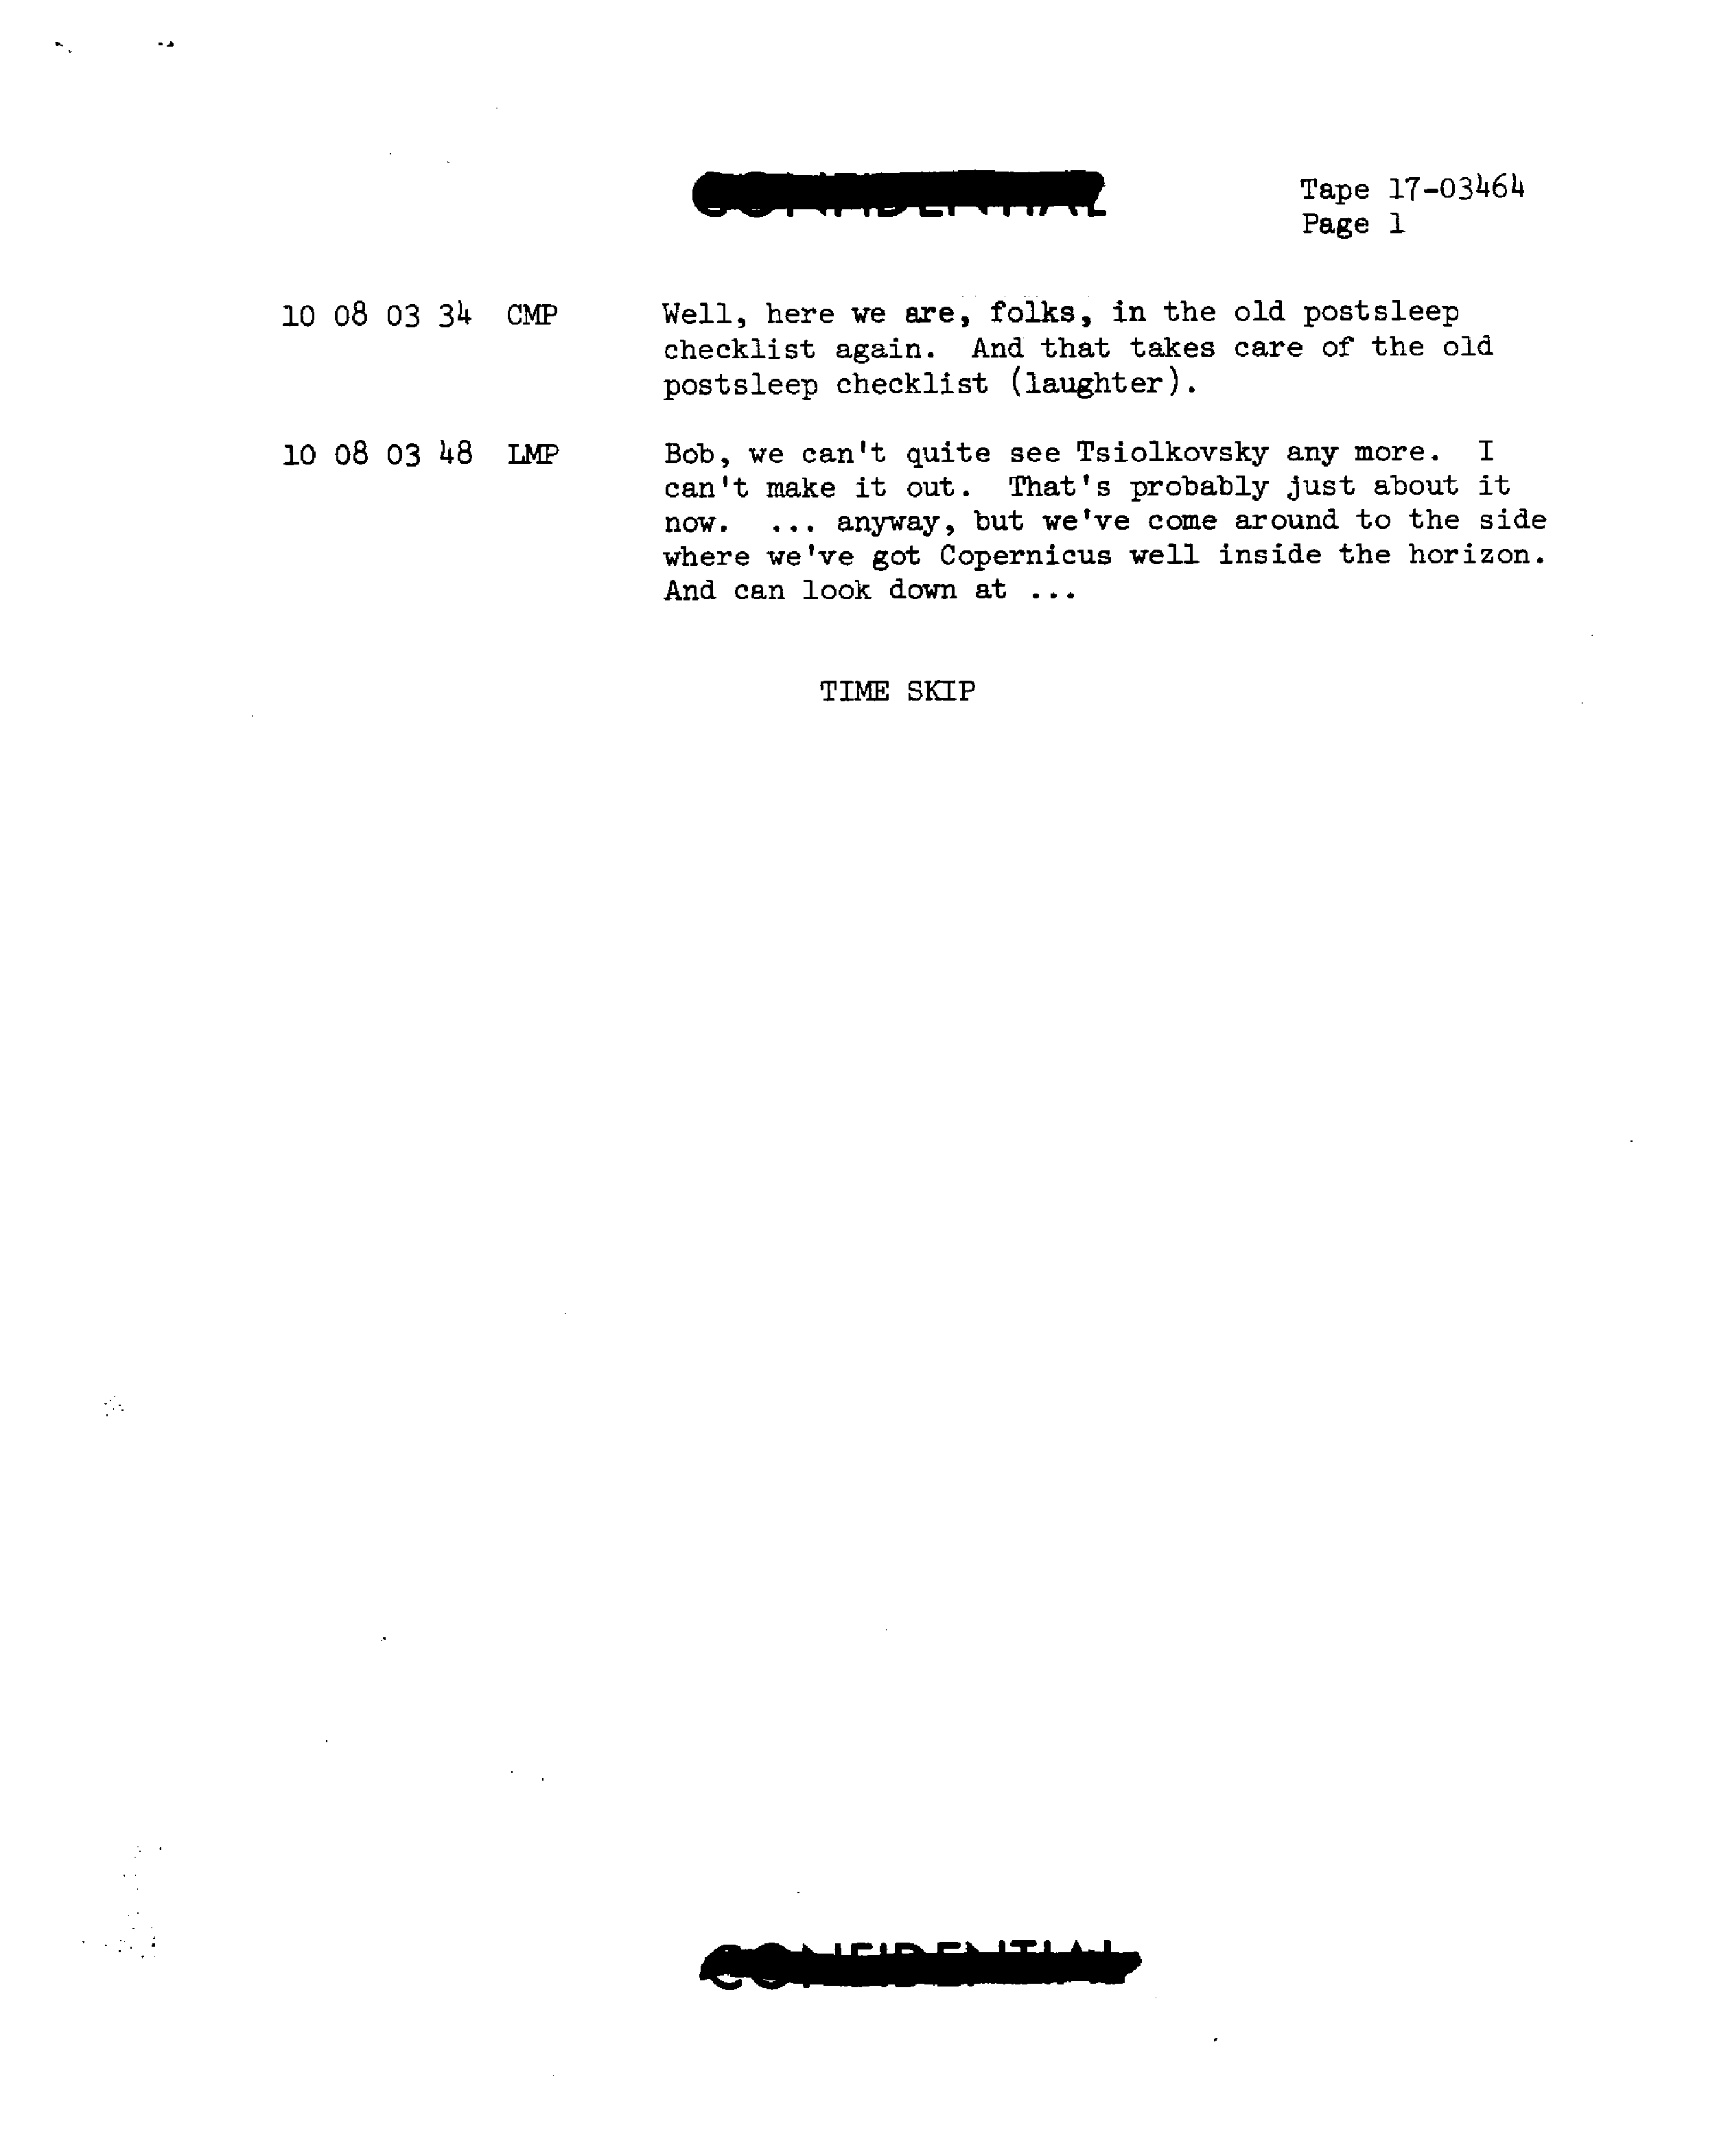 CONFIDENTIAL
Tape 17-03464
Page 1
10 08 03 34 CMP Well, here we are, folks, in the old postsleep
checklist again. And that takes care of the old
postsleep checklist (laughter).
10 08 03 48 LMP Bob, we can't quite see Tsiolkovsky any more. I
can't make it out. That's probably just about it
now. ... anyway, but we've come around to the side
where we've got Copernicus well inside the horizon.
And can look down at ...
TIME SKIP
CONFIDENTIAL